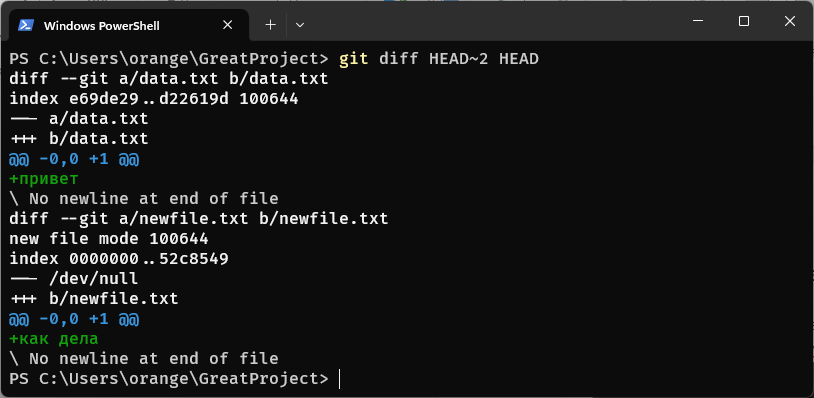 Windows PowerShell
PS C:\Users\orange\GreatProject> git diff HEAD~2 HEAD
diff --git a/data.txt b/data.txt
index e69de29..d22619d 100644
--- a/data.txt
+++ b/data.txt
@@ -0,0 +1 @@
+привет
\ No newline at end of file
diff --git a/newfile.txt b/newfile.txt
new file mode 100644
index 0000000..52c8549
--- /dev/null
+++ b/newfile.txt
@@ -0,0 +1 @@
+как дела
\ No newline at end of file
PS C:\Users\orange\GreatProject>